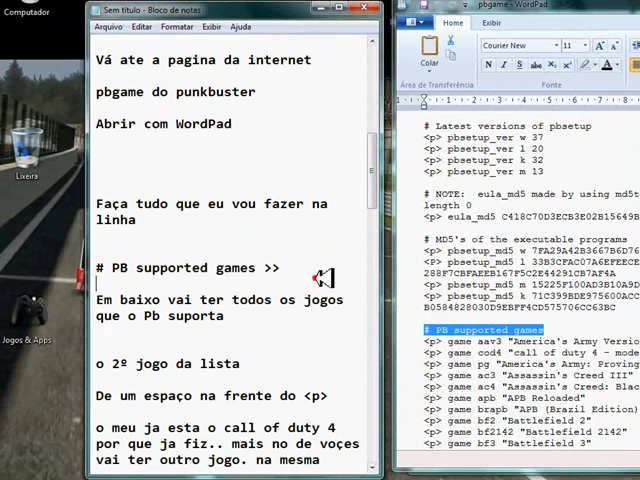 Computador
Lixeira
Jogos & Apps
Sem título - Bloco de notas
Arquivo Editar Formatar Exibir Ajuda
Vá ate a pagina da internet
pbgame do punkbuster
Abrir com WordPad
Faça tudo que eu vou fazer na
linha
# PB supported games >>
Em baixo vai ter todos os jogos
que o Pb suporta
o 2º jogo da lista
De um espaço na frente do <p>
o meu ja esta o call of duty 4
por que ja fiz.. mais no de voçes
vai ter outro jogo. na mesma
pbgame - WordPad
Home Exibir
Colar
Courier New 11
Área de Transferência
Fonte
# Latest versions of pbsetup
<p> pbsetup_ver w 37
<p> pbsetup_ver l 20
<p> pbsetup_ver k 32
<p> pbsetup_ver m 13
# NOTE: eula_md5 made by using md5t
length 0
<p> eula_md5 C418C70D3ECB3E02B15649B
# MD5's of the executable programs
<p> pbsetup_md5 w 7FA29A42B3667B6D76
<p> pbsetup_md5 l 33B3CFAC07A6EFEECE
288F7CBFAEEB167F5C2E44291CB7AF4A
<p> pbsetup_md5 m 15225F100AD3B10A9D
<p> pbsetup_md5 k 71C399BDE975600ACC
B0584828030D9EBFF4CD575706CC63BC
# PB supported games
<p> game aav3 "America's Army Versio
<p> game cod4 "call of duty 4 - mode
<p> game pg "America's Army: Proving
<p> game ac3 "Assassin's Creed III"
<p> game ac4 "Assassin's Creed: Blac
<p> game apb "APB Reloaded"
<p> game brapb "APB (Brazil Edition)
<p> game bf2 "Battlefield 2"
<p> game bf2142 "Battlefield 2142"
<p> game bf3 "Battlefield 3"